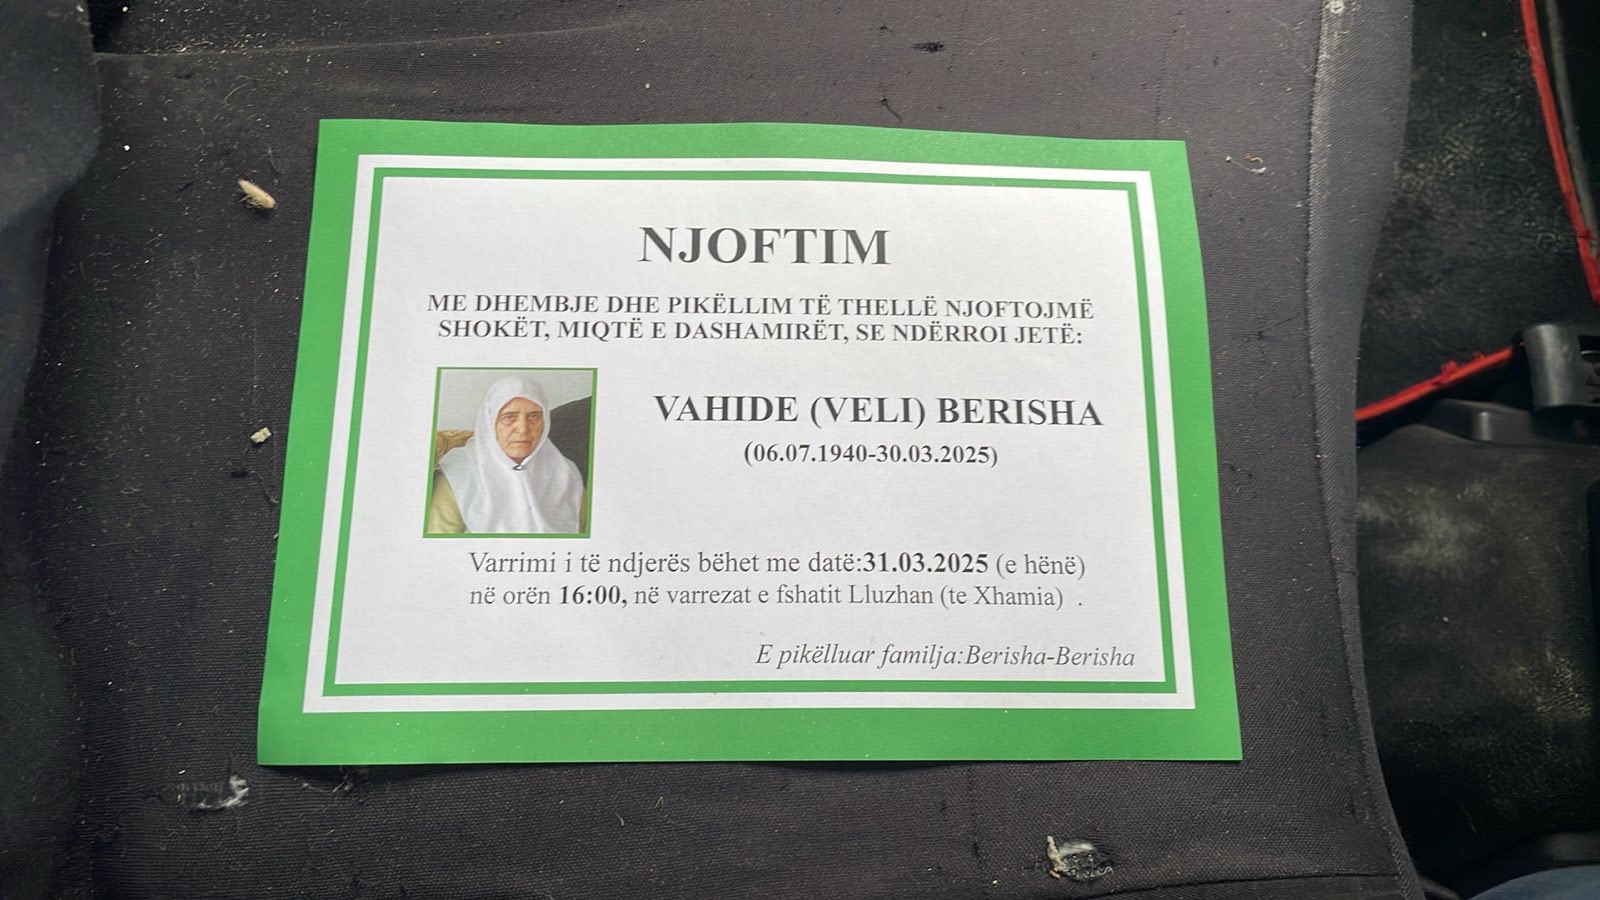 NJOFTIM
ME DHEMBJE DHE PIKËLLIM TË THELLË NJOFTOJMË
SHOKËT, MIQTË E DASHAMIRËT, SE NDËRROI JETË:
VAHIDE (VELI) BERISHA
(06.07.1940-30.03.2025)
Varrimi i të ndjerës bëhet me datë:31.03.2025 (e hënë)
në orën 16:00, në varrezat e fshatit Lluzhan (te Xhamia) .
E pikëlluar familja:Berisha-Berisha